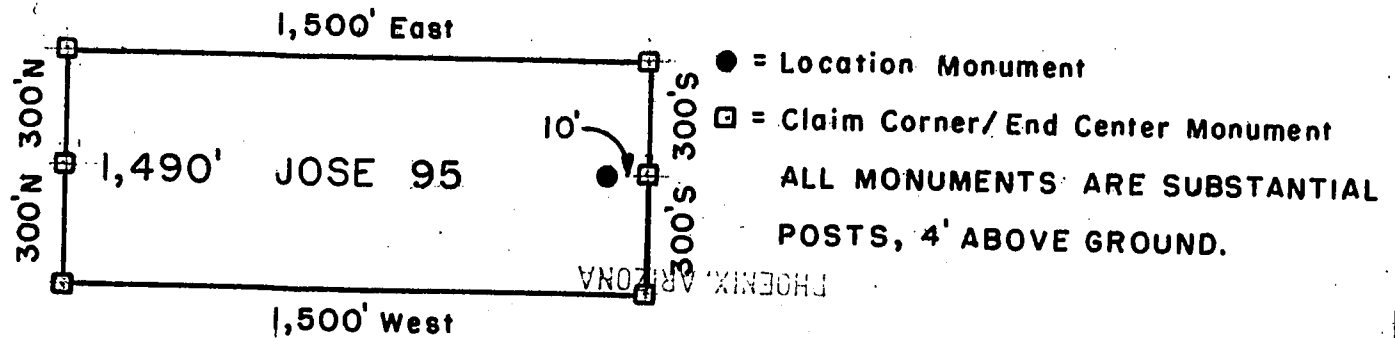 1,500' East
300'N
300'N
1,490' JOSE 95
10'
300'S
300'S
1,500' West
● = Location Monument
⊡ = Claim Corner/End Center Monument
ALL MONUMENTS ARE SUBSTANTIAL
POSTS, 4' ABOVE GROUND.
PHOENIX, ARIZONA